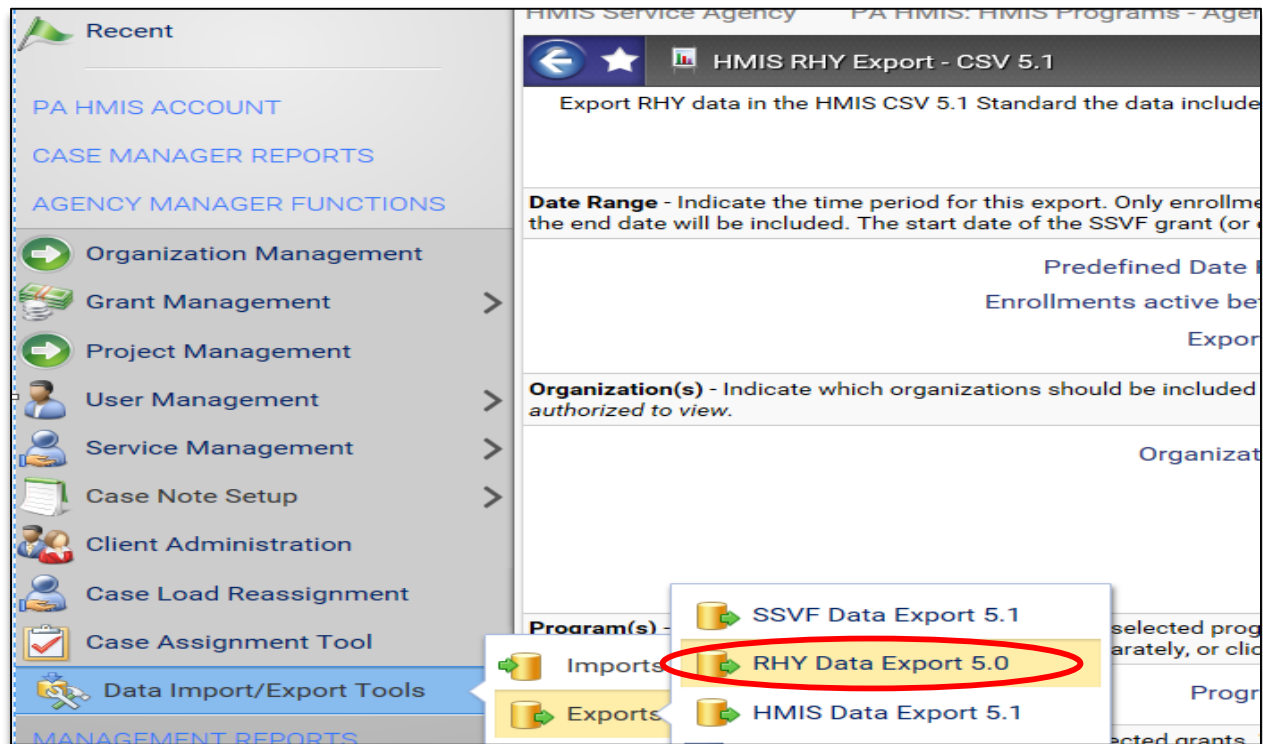 Recent
PA HMIS ACCOUNT
CASE MANAGER REPORTS
AGENCY MANAGER FUNCTIONS
Organization Management
Grant Management
Project Management
User Management
Service Management
Case Note Setup
Client Administration
Case Load Reassignment
Case Assignment Tool
Data Import/Export Tools
MANAGEMENT REPORTS
HMIS Service Agency PA HMIS: HMIS Programs - Agen
HMIS RHY Export - CSV 5.1
Export RHY data in the HMIS CSV 5.1 Standard the data include
Date Range - Indicate the time period for this export. Only enrollme
the end date will be included. The start date of the SSVF grant (or
Predefined Date
Enrollments active be
Expor
Organization(s) - Indicate which organizations should be included
authorized to view.
Organizat
Program(s) - selected prog
arately, or clic
Progr
ected grants.
Imports
Exports
SSVF Data Export 5.1
RHY Data Export 5.0
HMIS Data Export 5.1